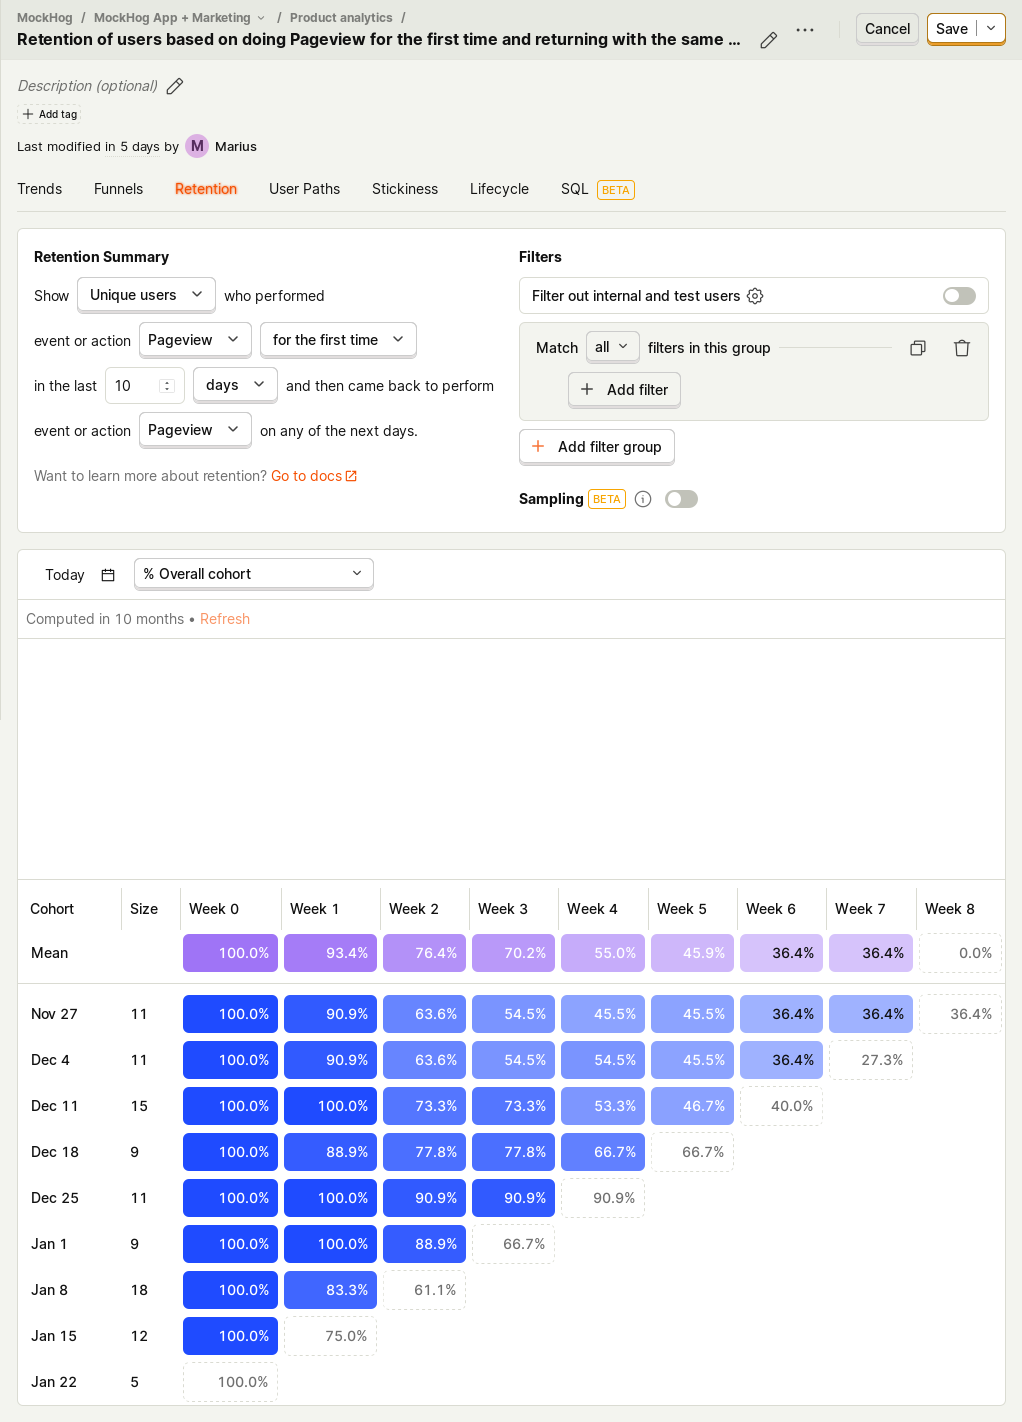 MockHog / MockHog App + Marketing / Product analytics /
Retention of users based on doing Pageview for the first time and returning with the same ...
Cancel
Save
Description (optional)
+ Add tag
Last modified in 5 days by M Marius
Trends Funnels Retention User Paths Stickiness Lifecycle SQL BETA
Retention Summary
Show Unique users who performed
event or action Pageview for the first time
in the last 10 days and then came back to perform
event or action Pageview on any of the next days.
Want to learn more about retention? Go to docs
Filters
Filter out internal and test users
Match all filters in this group
+ Add filter
+ Add filter group
Sampling BETA
Today % Overall cohort
Computed in 10 months • Refresh
Cohort Size Week 0 Week 1 Week 2 Week 3 Week 4 Week 5 Week 6 Week 7 Week 8
Mean 100.0% 93.4% 76.4% 70.2% 55.0% 45.9% 36.4% 36.4% 0.0%
Nov 27 11 100.0% 90.9% 63.6% 54.5% 45.5% 45.5% 36.4% 36.4% 36.4%
Dec 4 11 100.0% 90.9% 63.6% 54.5% 54.5% 45.5% 36.4% 27.3%
Dec 11 15 100.0% 100.0% 73.3% 73.3% 53.3% 46.7% 40.0%
Dec 18 9 100.0% 88.9% 77.8% 77.8% 66.7% 66.7%
Dec 25 11 100.0% 100.0% 90.9% 90.9% 90.9%
Jan 1 9 100.0% 100.0% 88.9% 66.7%
Jan 8 18 100.0% 83.3% 61.1%
Jan 15 12 100.0% 75.0%
Jan 22 5 100.0%